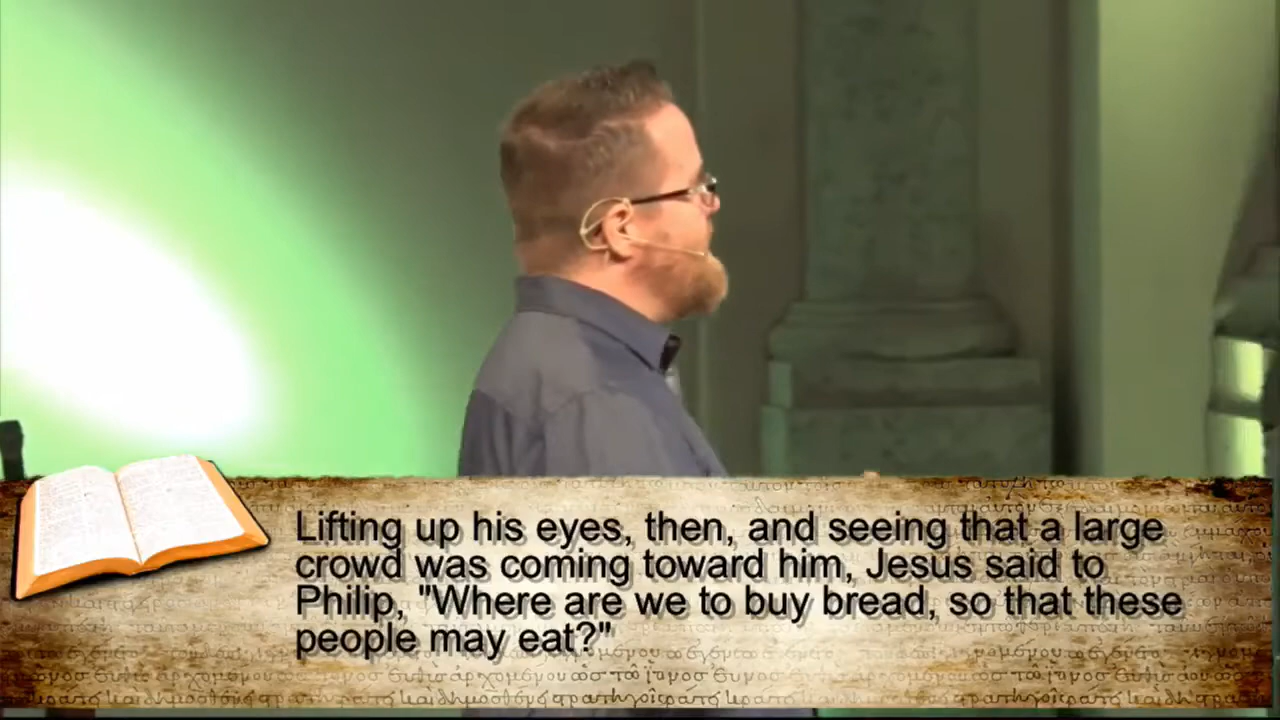 Lifting up his eyes, then, and seeing that a large
crowd was coming toward him, Jesus said to
Philip, "Where are we to buy bread, so that these
people may eat?"